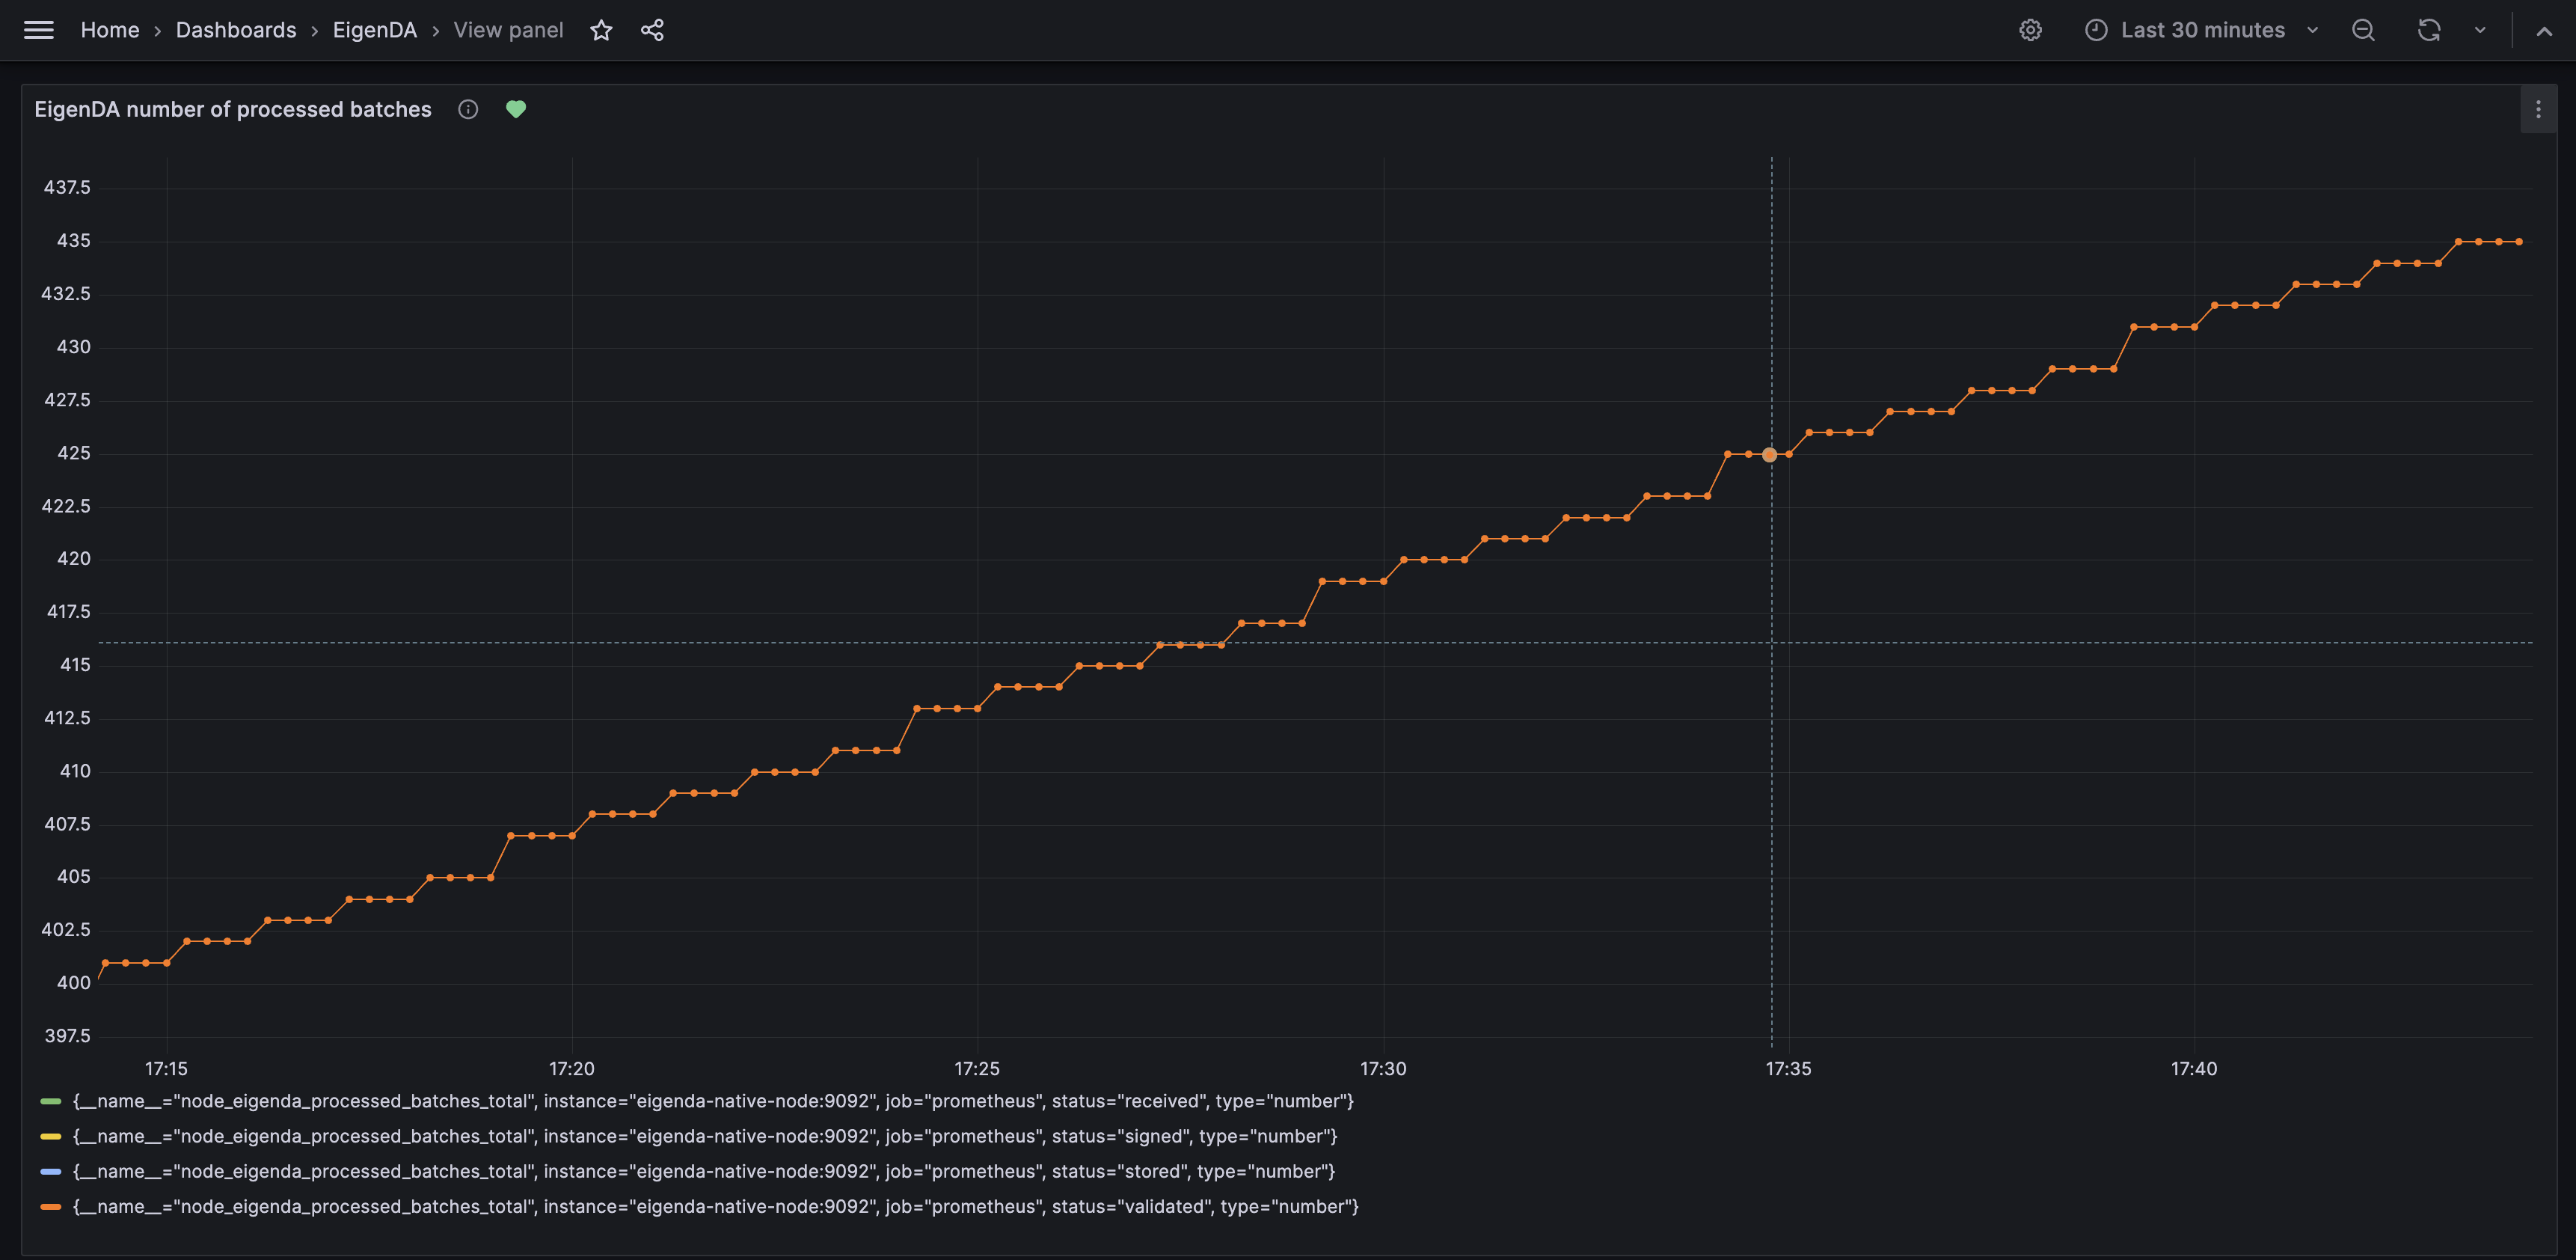 Home › Dashboards › EigenDA › View panel
Last 30 minutes
EigenDA number of processed batches
437.5
435
432.5
430
427.5
425
422.5
420
417.5
415
412.5
410
407.5
405
402.5
400
397.5
17:15 17:20 17:25 17:30 17:35 17:40
{__name__="node_eigenda_processed_batches_total", instance="eigenda-native-node:9092", job="prometheus", status="received", type="number"}
{__name__="node_eigenda_processed_batches_total", instance="eigenda-native-node:9092", job="prometheus", status="signed", type="number"}
{__name__="node_eigenda_processed_batches_total", instance="eigenda-native-node:9092", job="prometheus", status="stored", type="number"}
{__name__="node_eigenda_processed_batches_total", instance="eigenda-native-node:9092", job="prometheus", status="validated", type="number"}